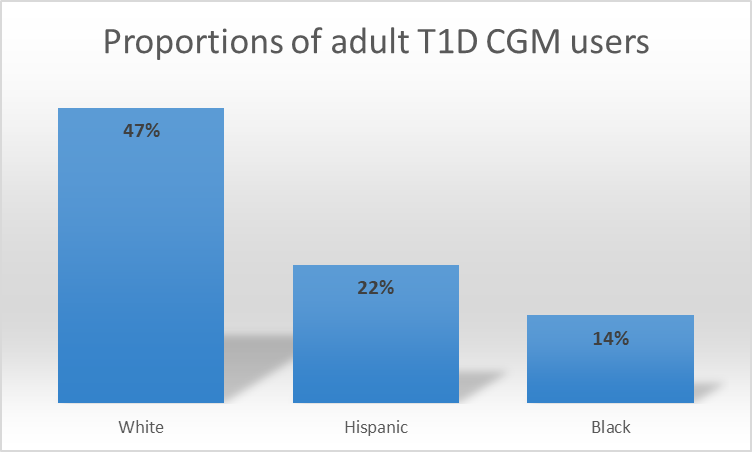 Proportions of adult T1D CGM users
47%
22%
14%
White
Hispanic
Black